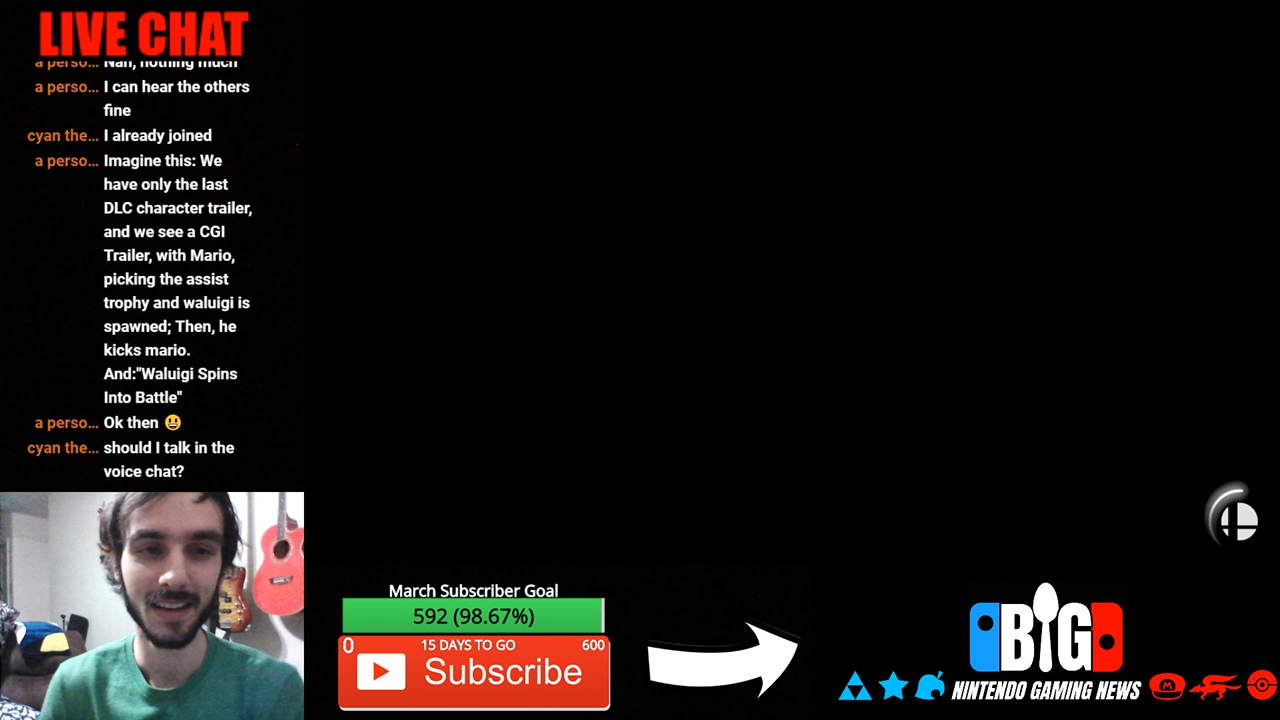 LIVE CHAT
a perso... Nah, nothing much
a perso... I can hear the others
fine
cyan the... I already joined
a perso... Imagine this: We
have only the last
DLC character trailer,
and we see a CGI
Trailer, with Mario,
picking the assist
trophy and waluigi is
spawned; Then, he
kicks mario.
And:"Waluigi Spins
Into Battle"
a perso... Ok then 😃
cyan the... should I talk in the
voice chat?
March Subscriber Goal
592 (98.67%)
0 15 DAYS TO GO 600
Subscribe
BIG
NINTENDO GAMING NEWS
M